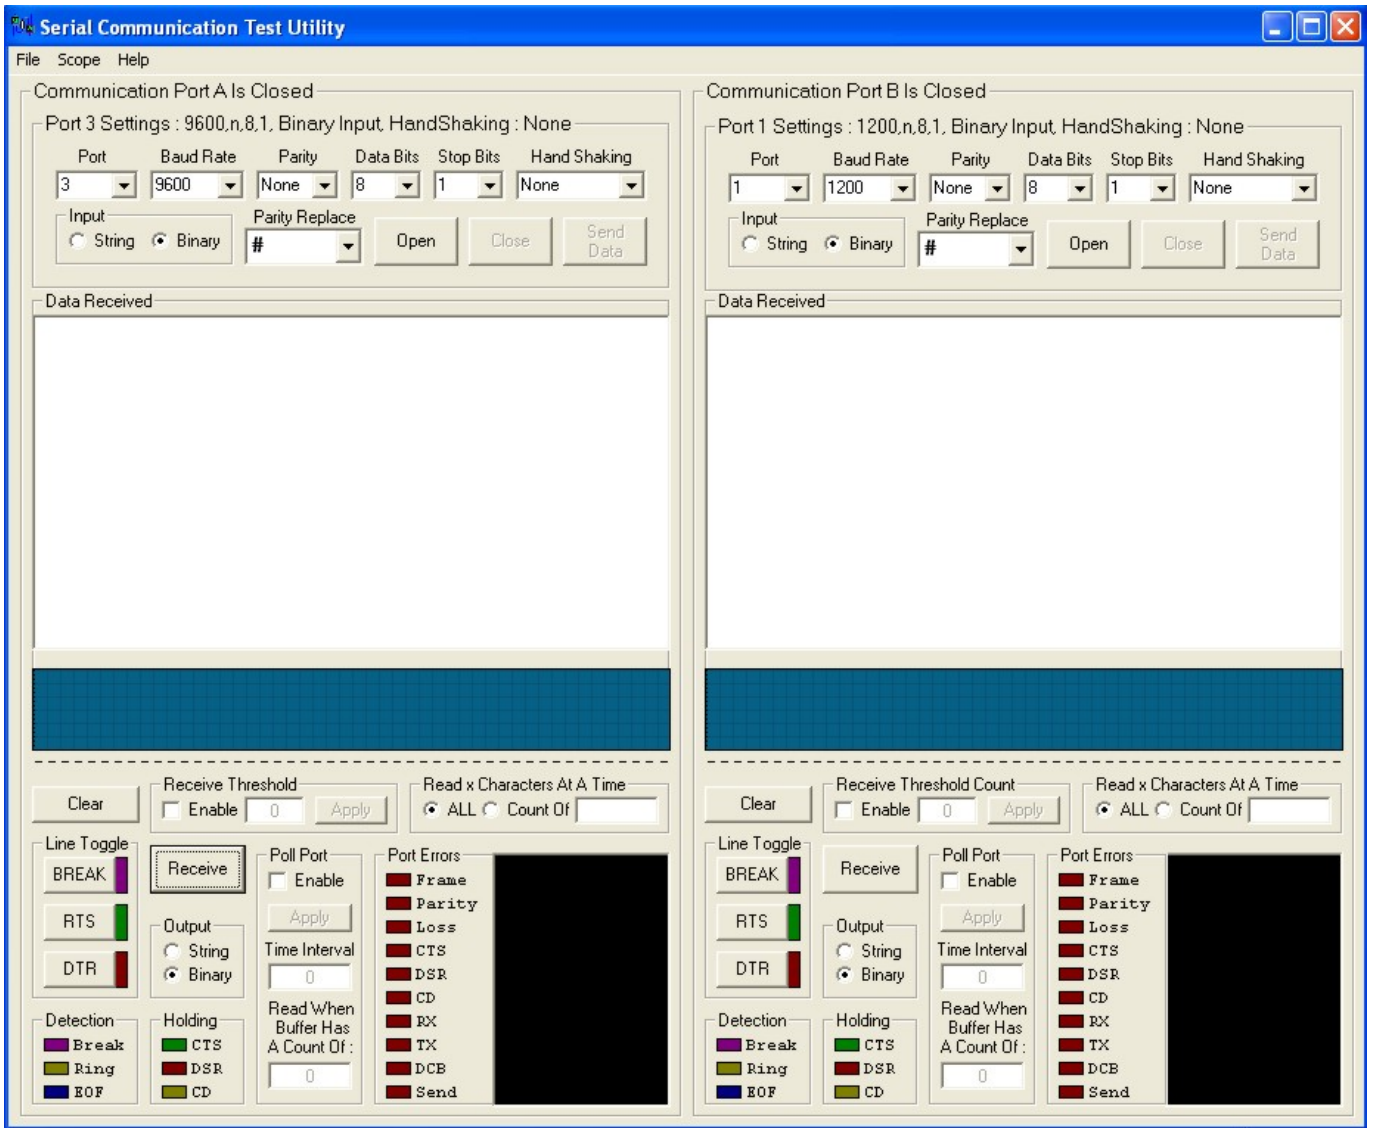 Serial Communication Test Utility
File Scope Help
Communication Port A Is Closed
Port 3 Settings : 9600,n,8,1, Binary Input, HandShaking : None
Port Baud Rate Parity Data Bits Stop Bits Hand Shaking
3 9600 None 8 1 None
Input Parity Replace
String Binary # Open Close Send Data
Data Received
Clear
Receive Threshold
Enable 0 Apply
Read x Characters At A Time
ALL Count Of
Line Toggle
BREAK
RTS
DTR
Receive
Output
String
Binary
Poll Port
Enable
Apply
Time Interval
0
Read When
Buffer Has
A Count Of :
0
Port Errors
Frame
Parity
Loss
CTS
DSR
CD
RX
TX
DCB
Send
Detection
Break
Ring
EOF
Holding
CTS
DSR
CD
Communication Port B Is Closed
Port 1 Settings : 1200,n,8,1, Binary Input, HandShaking : None
Port Baud Rate Parity Data Bits Stop Bits Hand Shaking
1 1200 None 8 1 None
Input Parity Replace
String Binary # Open Close Send Data
Data Received
Clear
Receive Threshold Count
Enable 0 Apply
Read x Characters At A Time
ALL Count Of
Line Toggle
BREAK
RTS
DTR
Receive
Output
String
Binary
Poll Port
Enable
Apply
Time Interval
0
Read When
Buffer Has
A Count Of :
0
Port Errors
Frame
Parity
Loss
CTS
DSR
CD
RX
TX
DCB
Send
Detection
Break
Ring
EOF
Holding
CTS
DSR
CD